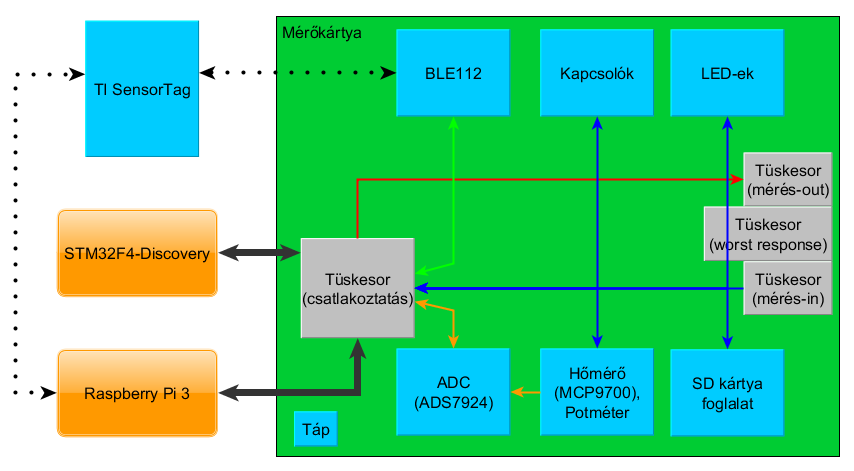 Mérőkártya
TI SensorTag
BLE112
Kapcsolók
LED-ek
Tüskesor
(mérés-out)
Tüskesor
(worst response)
STM32F4-Discovery
Tüskesor
(csatlakoztatás)
Tüskesor
(mérés-in)
Raspberry Pi 3
ADC
(ADS7924)
Hőmérő
(MCP9700),
Potméter
SD kártya
foglalat
Táp